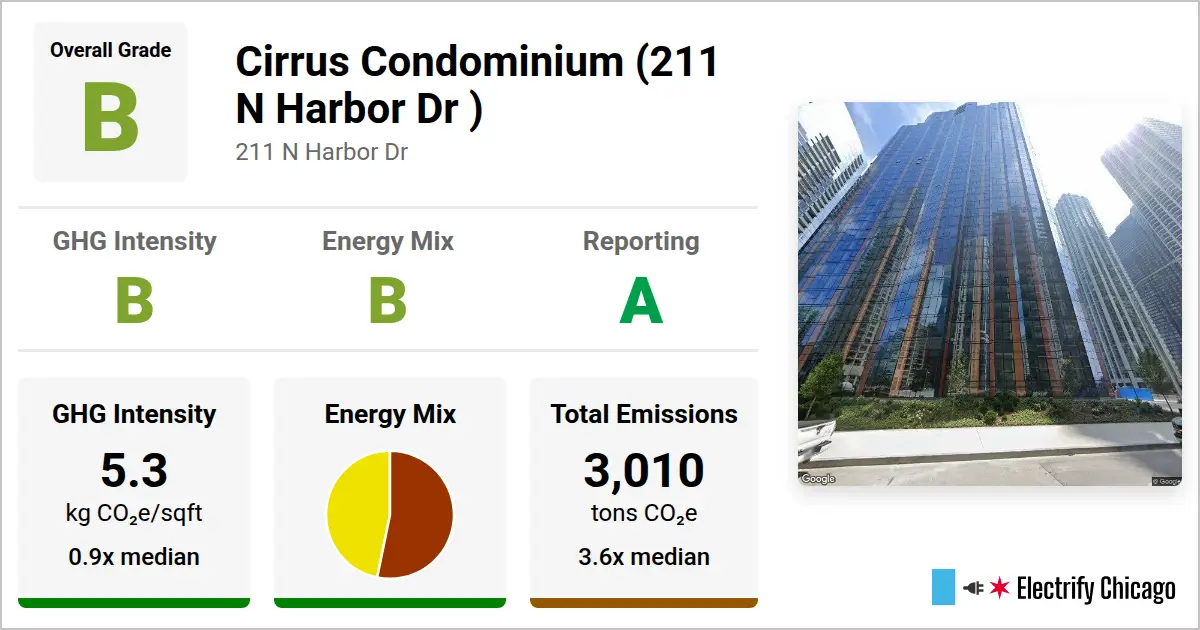 Overall Grade
B
Cirrus Condominium (211
N Harbor Dr )
211 N Harbor Dr
GHG Intensity
B
Energy Mix
B
Reporting
A
GHG Intensity
5.3
kg CO₂e/sqft
0.9x median
Energy Mix
Total Emissions
3,010
tons CO₂e
3.6x median
Google
© Google
Electrify Chicago